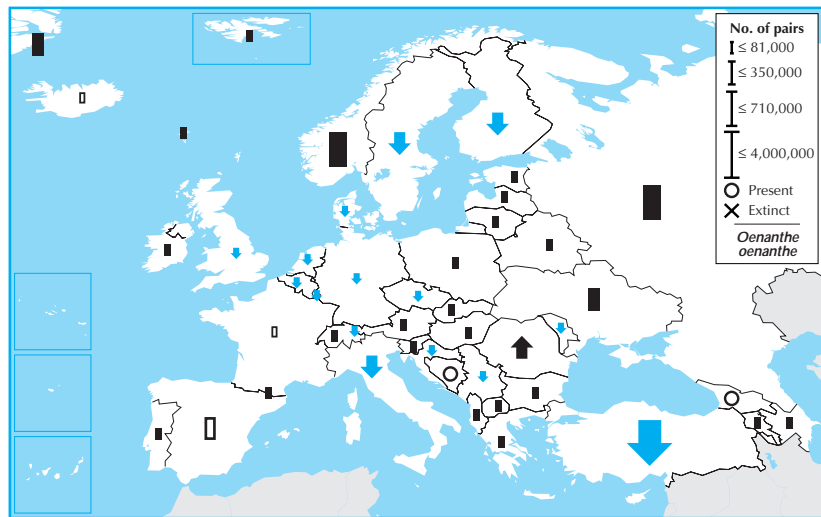 No. of pairs
≤ 81,000
≤ 350,000
≤ 710,000
≤ 4,000,000
Present
Extinct
Oenanthe
oenanthe